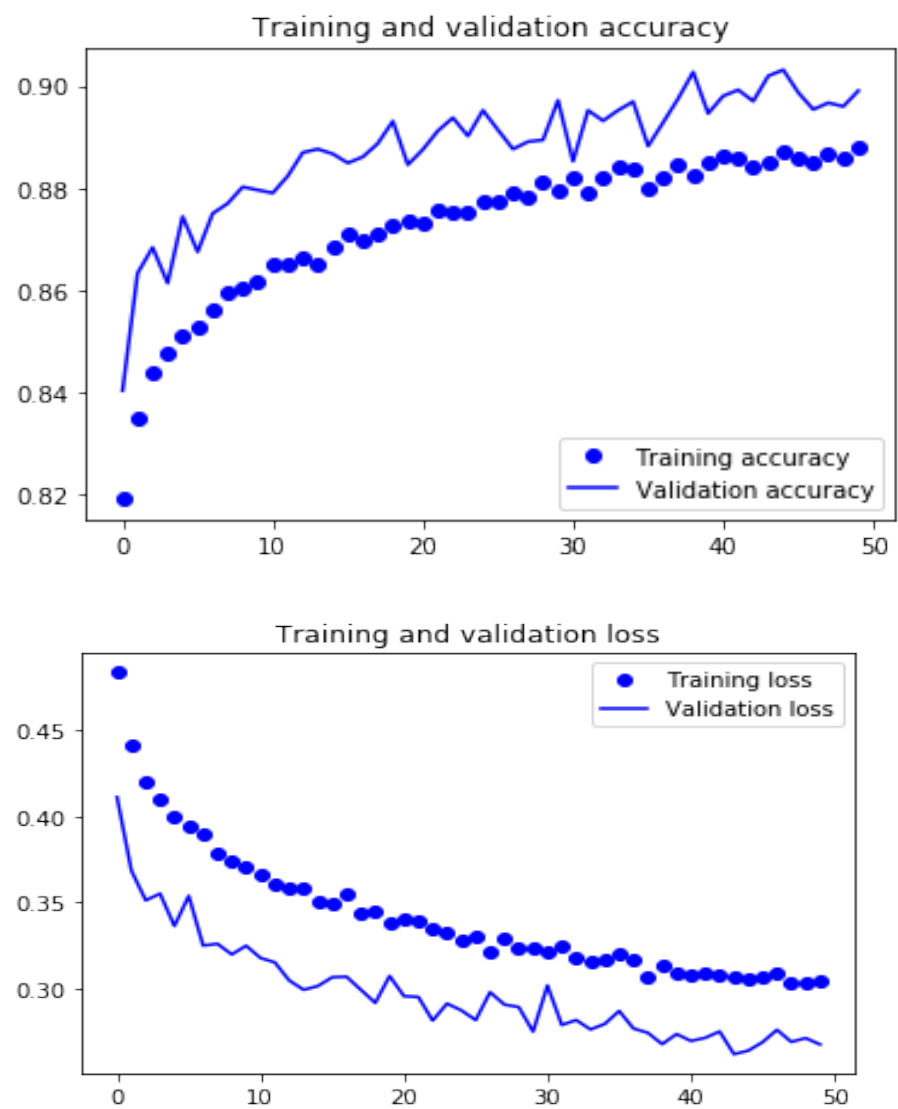 Training and validation accuracy
0.90
0.88
0.86
0.84
0.82
Training accuracy
Validation accuracy
0 10 20 30 40 50
Training and validation loss
Training loss
Validation loss
0.45
0.40
0.35
0.30
0 10 20 30 40 50